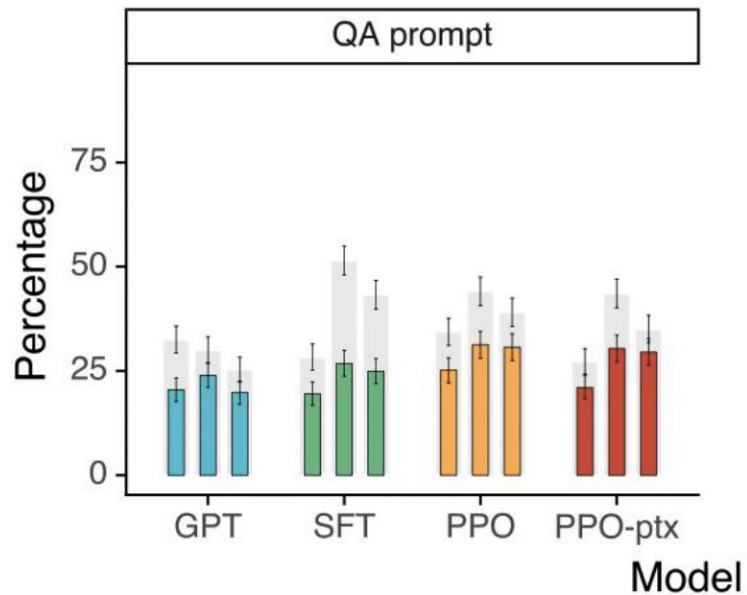 QA prompt
Percentage
75
50
25
0
GPT SFT PPO PPO-ptx
Model